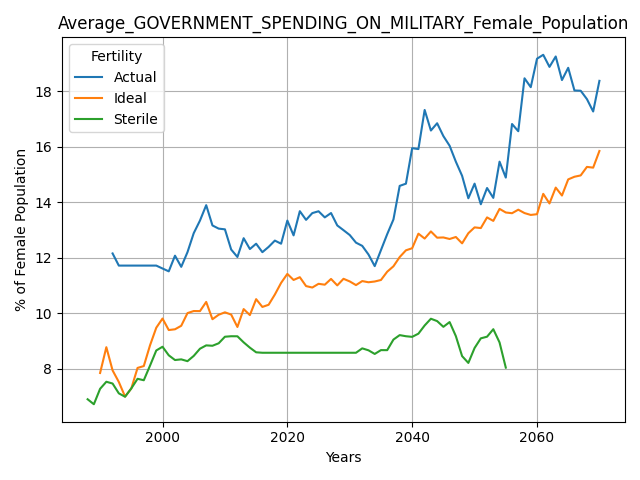 Average_GOVERNMENT_SPENDING_ON_MILITARY_Female_Population
Fertility
Actual
Ideal
Sterile
% of Female Population
18
16
14
12
10
8
2000
2020
2040
2060
Years